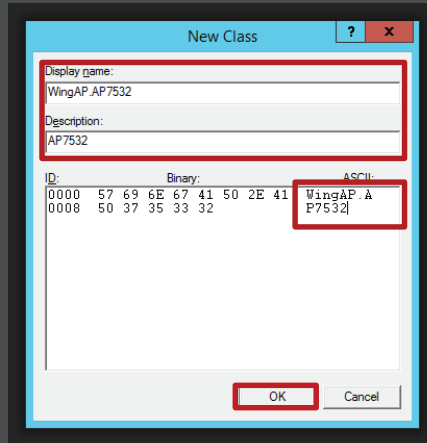 New Class
?
x
Display name:
WingAP.AP7532
Description:
AP7532
ID: Binary: ASCII:
0000 57 69 6E 67 41 50 2E 41 WingAP.A
0008 50 37 35 33 32 P7532
OK Cancel